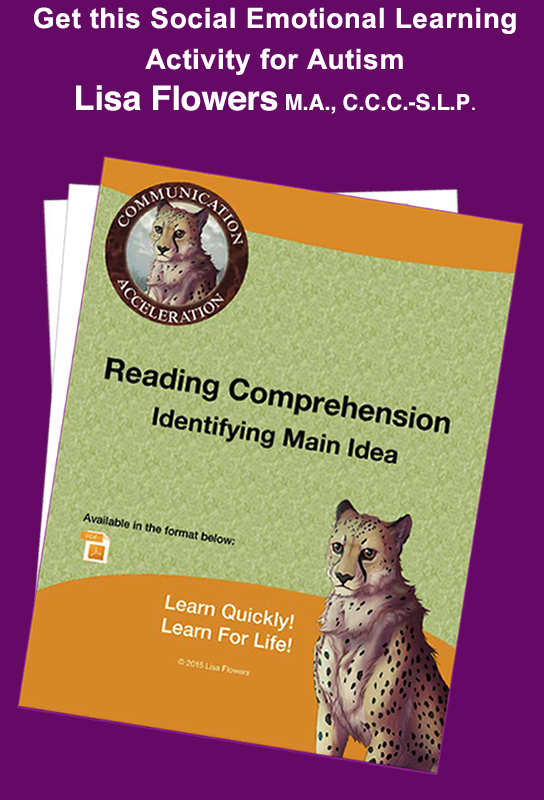 Get this Social Emotional Learning
Activity for Autism
Lisa Flowers M.A., C.C.C.-S.L.P.
COMMUNICATION
ACCELERATION
Reading Comprehension
Identifying Main Idea
Available in the format below:
PDF
Learn Quickly!
Learn For Life!
© 2015 Lisa Flowers